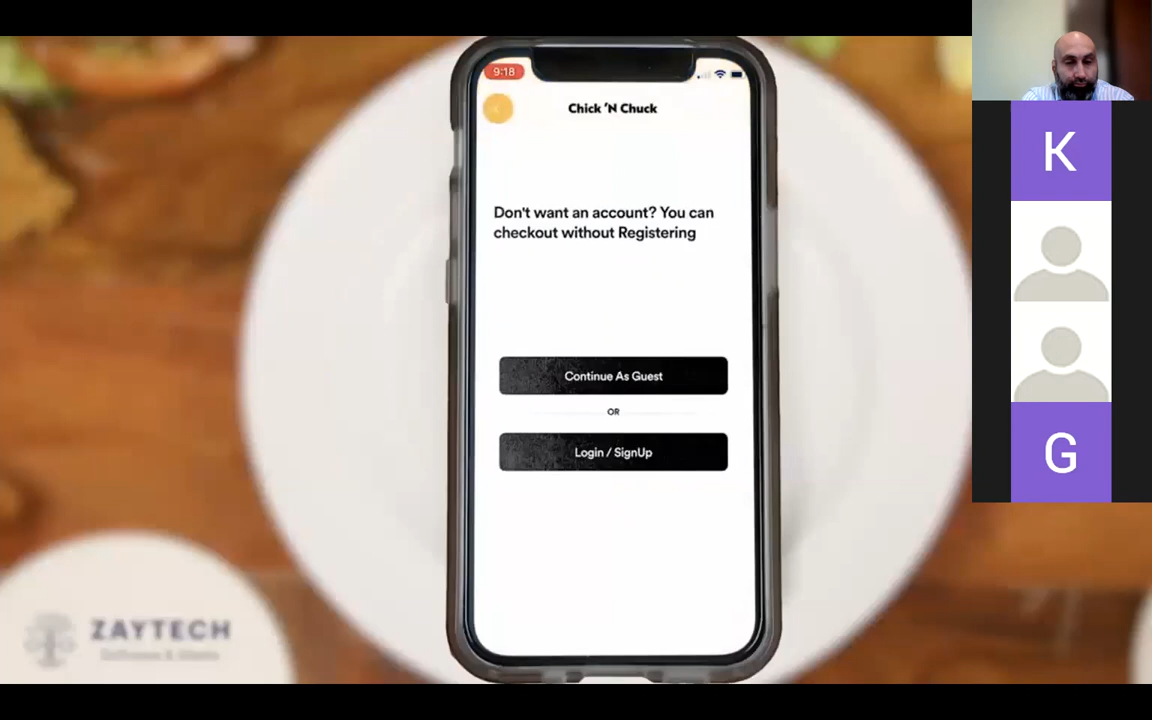 9:18
Chick 'N Chuck
Don't want an account? You can
checkout without Registering
Continue As Guest
OR
Login / SignUp
K
G
ZAYTECH